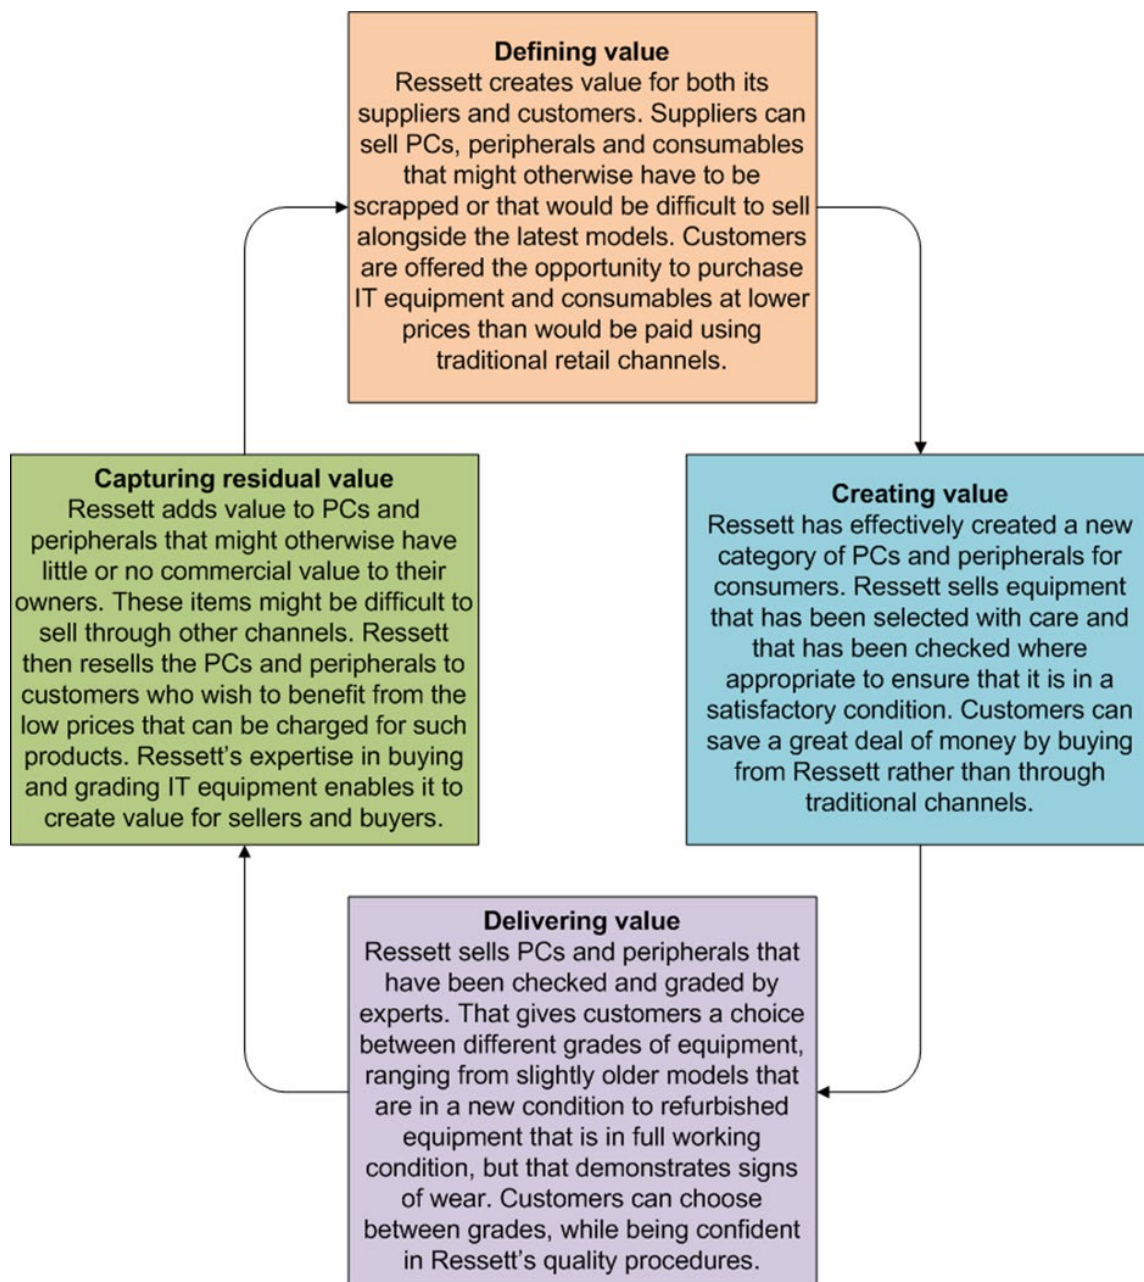 Defining value
Ressett creates value for both its
suppliers and customers. Suppliers can
sell PCs, peripherals and consumables
that might otherwise have to be
scrapped or that would be difficult to sell
alongside the latest models. Customers
are offered the opportunity to purchase
IT equipment and consumables at lower
prices than would be paid using
traditional retail channels.
Capturing residual value
Ressett adds value to PCs and
peripherals that might otherwise have
little or no commercial value to their
owners. These items might be difficult to
sell through other channels. Ressett
then resells the PCs and peripherals to
customers who wish to benefit from the
low prices that can be charged for such
products. Ressett’s expertise in buying
and grading IT equipment enables it to
create value for sellers and buyers.
Creating value
Ressett has effectively created a new
category of PCs and peripherals for
consumers. Ressett sells equipment
that has been selected with care and
that has been checked where
appropriate to ensure that it is in a
satisfactory condition. Customers can
save a great deal of money by buying
from Ressett rather than through
traditional channels.
Delivering value
Ressett sells PCs and peripherals that
have been checked and graded by
experts. That gives customers a choice
between different grades of equipment,
ranging from slightly older models that
are in a new condition to refurbished
equipment that is in full working
condition, but that demonstrates signs
of wear. Customers can choose
between grades, while being confident
in Ressett’s quality procedures.